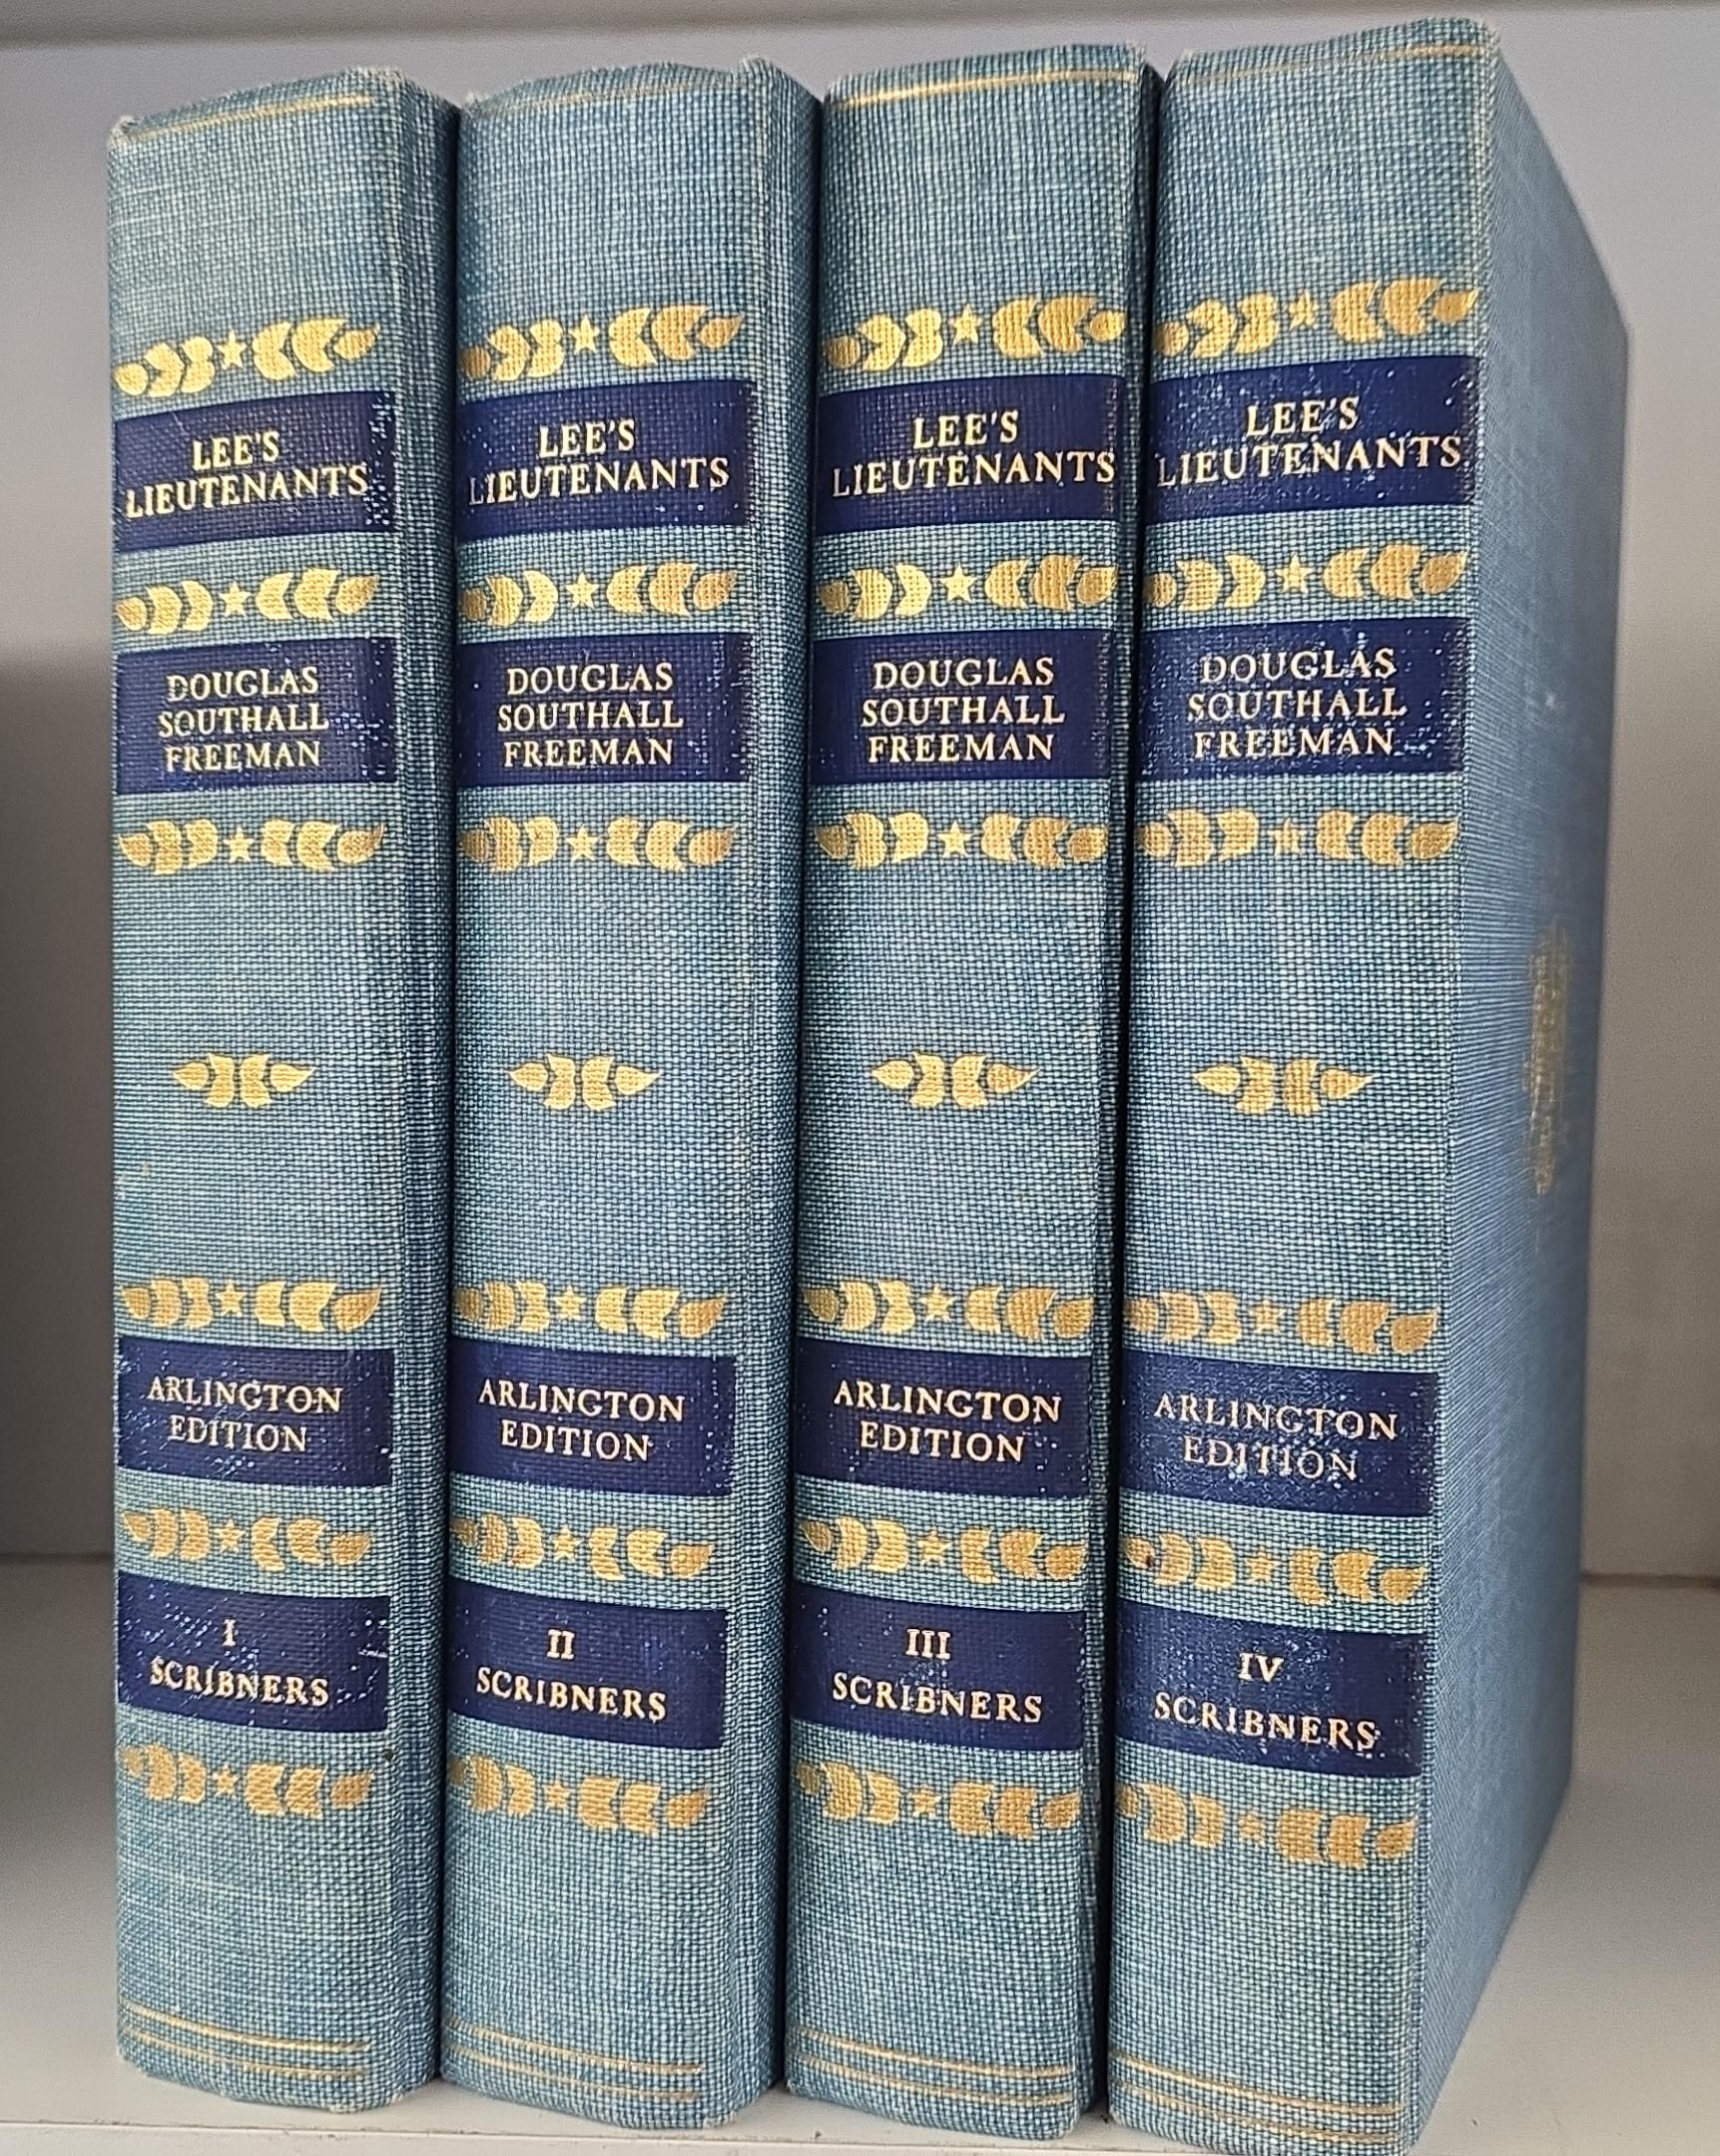 LEE'S
LIEUTENANTS
DOUGLAS
SOUTHALL
FREEMAN
ARLINGTON
EDITION
I
SCRIBNERS
LEE'S
LIEUTENANTS
DOUGLAS
SOUTHALL
FREEMAN
ARLINGTON
EDITION
II
SCRIBNERS
LEE'S
LIEUTENANTS
DOUGLAS
SOUTHALL
FREEMAN
ARLINGTON
EDITION
III
SCRIBNERS
LEE'S
LIEUTENANTS
DOUGLAS
SOUTHALL
FREEMAN
ARLINGTON
EDITION
IV
SCRIBNERS